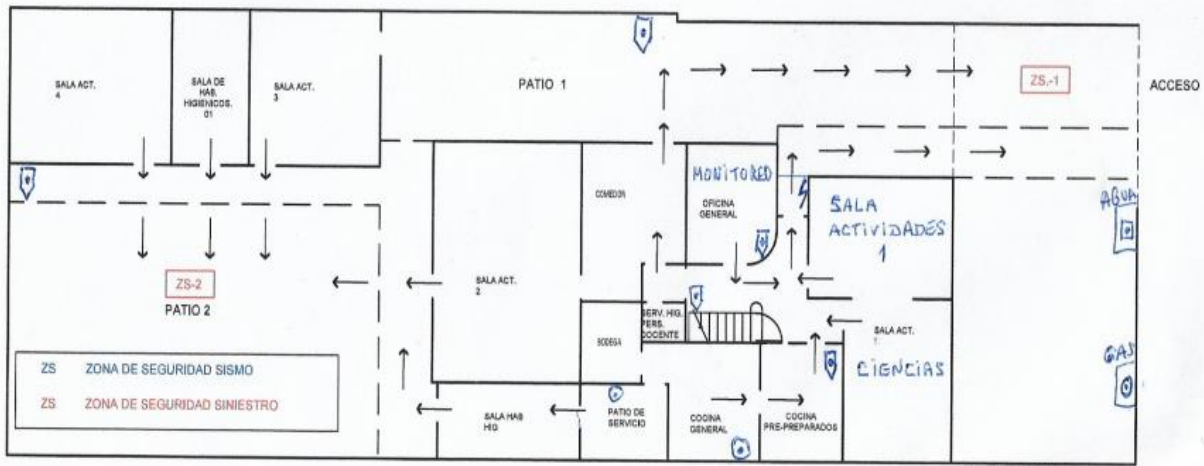 SALA ACT.
4
SALA DE
HAB.
HIGIENICOS.
01
SALA ACT.
3
PATIO 1
ZS.-1
ACCESO
COMEDOR
MONITORED
OFICINA
GENERAL
SALA
ACTIVIDADES
1
AGUA
ZS-2
PATIO 2
SALA ACT.
2
SERV. HIG.
PERS.
DOCENTE
BODEGA
SALA ACT.
1
CIENCIAS
GAS
ZS ZONA DE SEGURIDAD SISMO
ZS ZONA DE SEGURIDAD SINIESTRO
SALA HAB
HIG
PATIO DE
SERVICIO
COCINA
GENERAL
COCINA
PRE-PREPARADOS